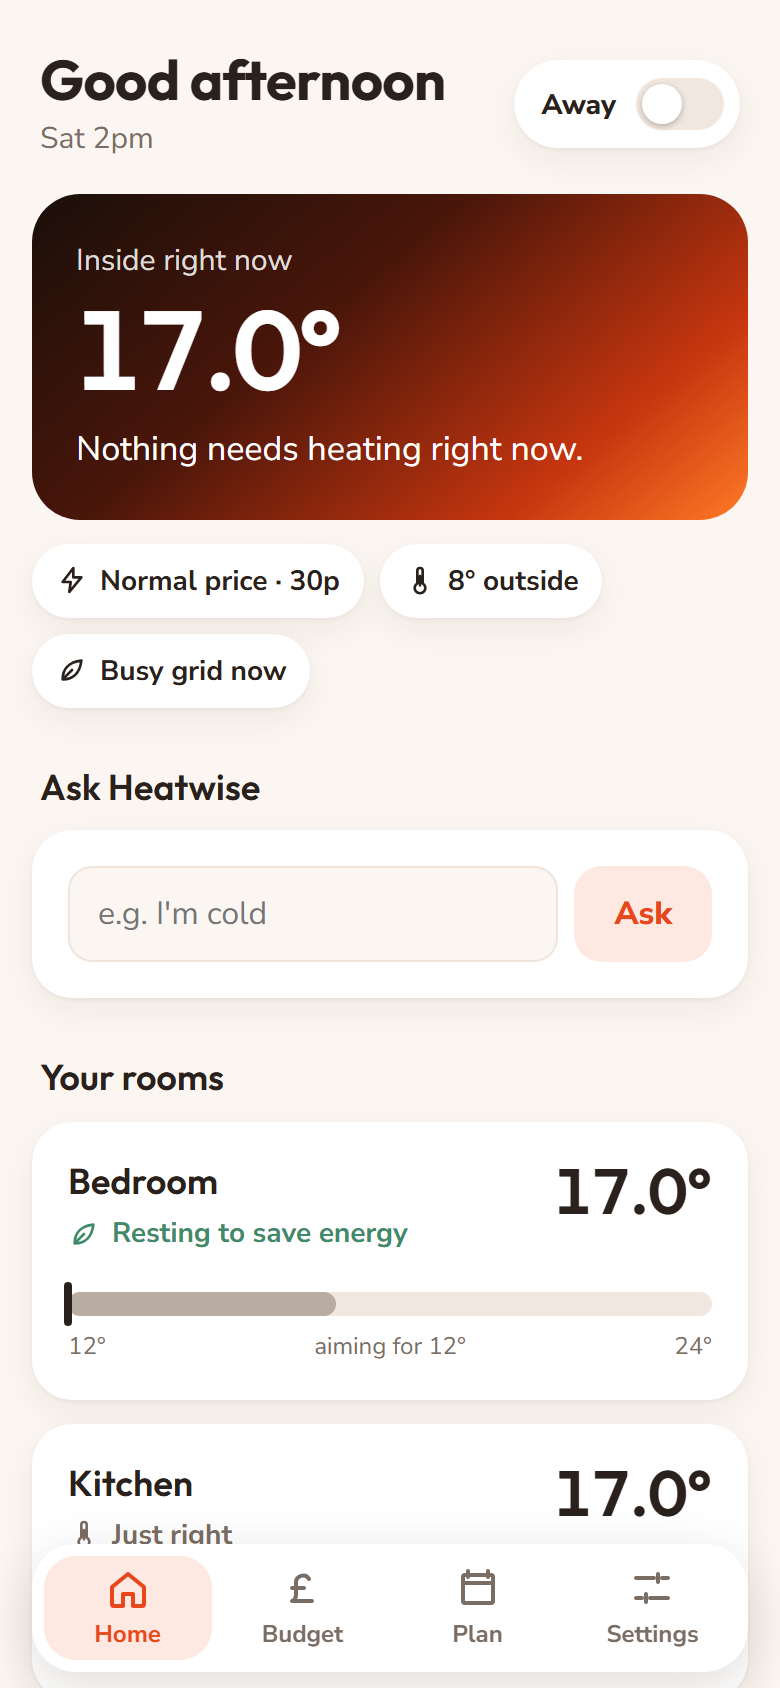 Good afternoon
Sat 2pm
Away
Inside right now
17.0°
Nothing needs heating right now.
Normal price · 30p
8° outside
Busy grid now
Ask Heatwise
e.g. I'm cold
Ask
Your rooms
Bedroom
17.0°
Resting to save energy
12°
aiming for 12°
24°
Kitchen
17.0°
Just right
Home
Budget
Plan
Settings